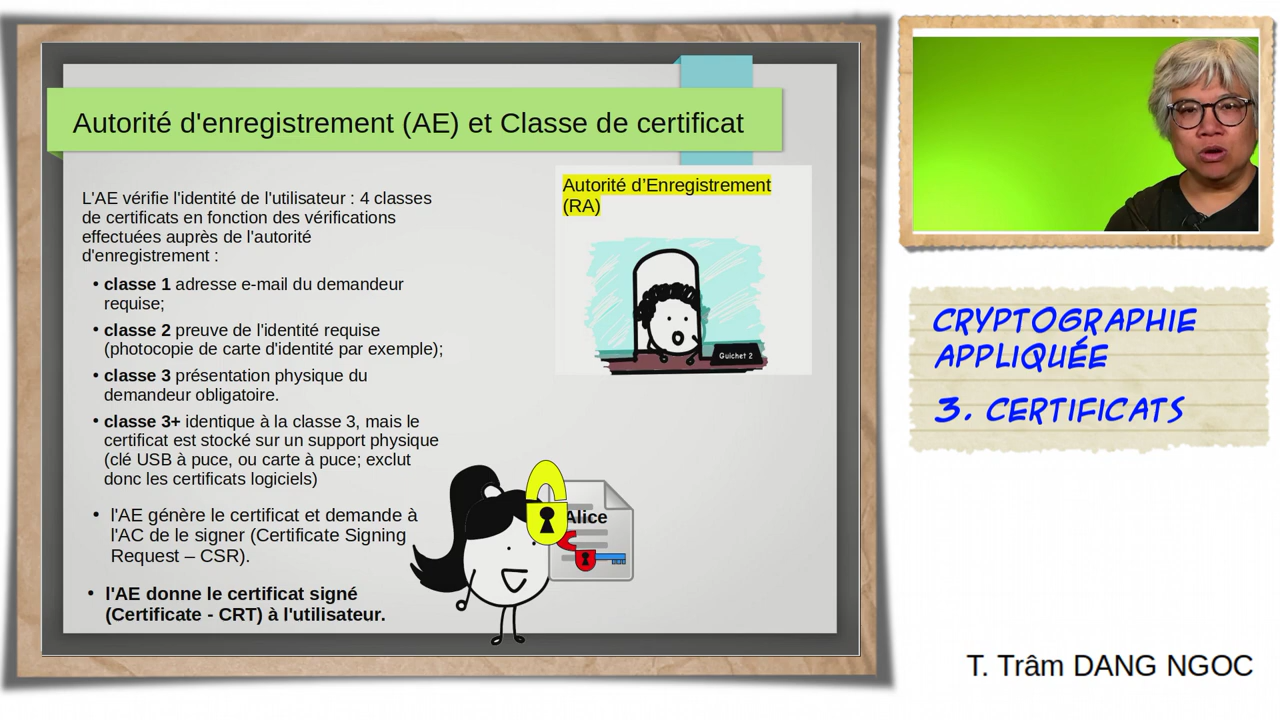 Autorité d'enregistrement (AE) et Classe de certificat
L'AE vérifie l'identité de l'utilisateur : 4 classes
de certificats en fonction des vérifications
effectuées auprès de l'autorité
d'enregistrement :
• classe 1 adresse e-mail du demandeur
requise;
• classe 2 preuve de l'identité requise
(photocopie de carte d'identité par exemple);
• classe 3 présentation physique du
demandeur obligatoire.
• classe 3+ identique à la classe 3, mais le
certificat est stocké sur un support physique
(clé USB à puce, ou carte à puce; exclut
donc les certificats logiciels)
• l'AE génère le certificat et demande à
l'AC de le signer (Certificate Signing
Request – CSR).
• l'AE donne le certificat signé
(Certificate - CRT) à l'utilisateur.
Autorité d’Enregistrement
(RA)
Guichet 2
Alice
CRYPTOGRAPHIE
APPLIQUÉE
3. CERTIFICATS
T. Trâm DANG NGOC